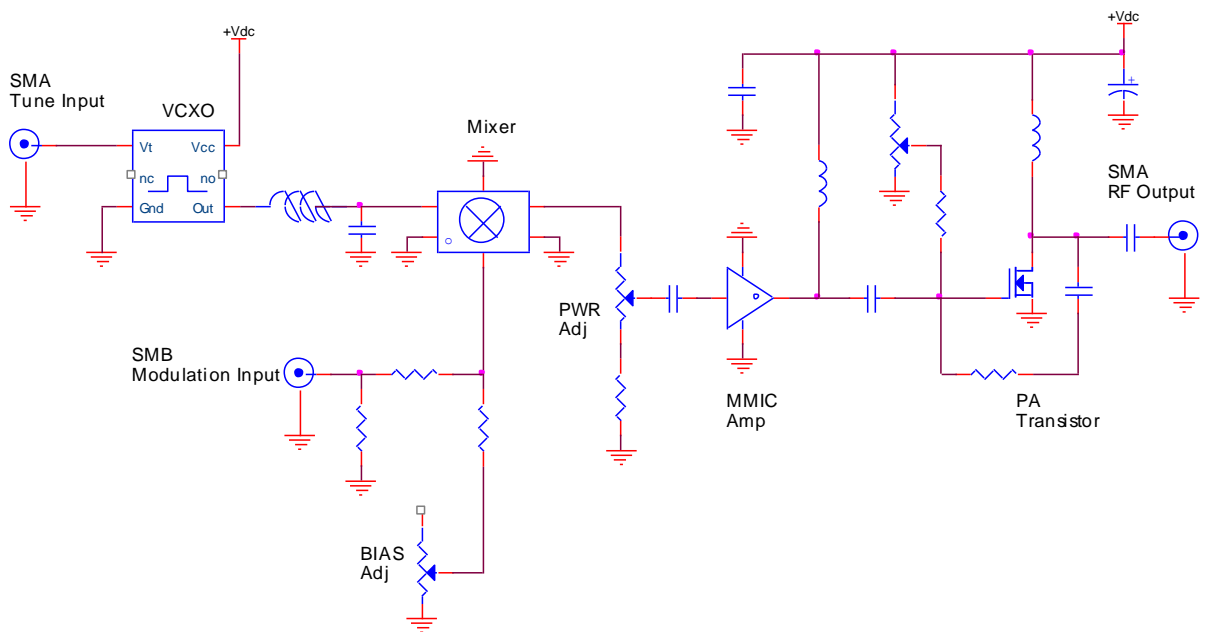 +Vdc
+Vdc
SMA
Tune Input
VCXO
Vt
Vcc
nc
no
Gnd
Out
Mixer
SMA
RF Output
PWR
Adj
SMB
Modulation Input
MMIC
Amp
PA
Transistor
BIAS
Adj